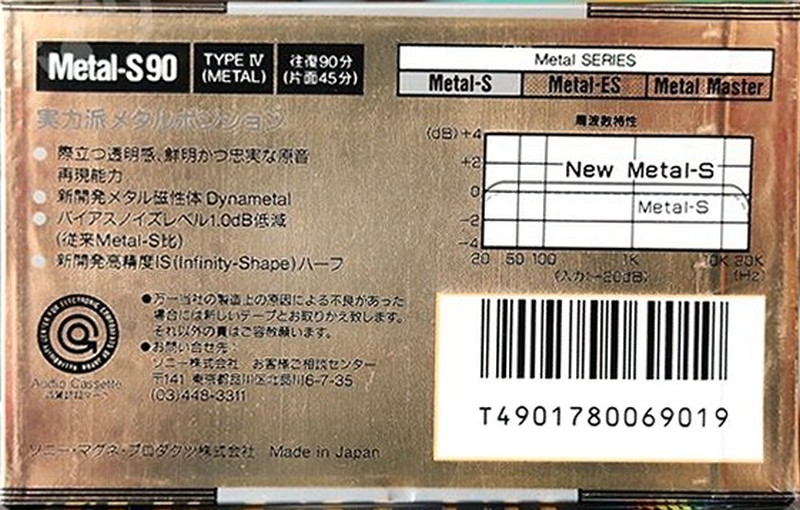 Metal-S90
TYPE IV
(METAL)
往復90分
(片面45分)
Metal SERIES
Metal-S
Metal-ES
Metal Master
実力派メタルポジション
際立つ透明感、鮮明かつ忠実な原音
再現能力
新開発メタル磁性体 Dynametal
バイアスノイズレベル1.0dB低減
(従来Metal-S比)
新開発高精度IS(Infinity-Shape)ハーフ
周波数特性
(dB) +4
+2
0
-2
-4
New Metal-S
Metal-S
20 50 100 1K 10K 20K
(入力:-20dB) (Hz)
●万一当社の製造上の原因による不良があった
場合には新しいテープとお取りかえ致します。
それ以外の責はご容赦願います。
●お問い合せ先:
ソニー株式会社 お客様ご相談センター
〒141 東京都品川区北品川6-7-35
(03)448-3311
Audio Cassette
T4901780069019
ソニー・マグネ・プロダクツ株式会社 Made in Japan